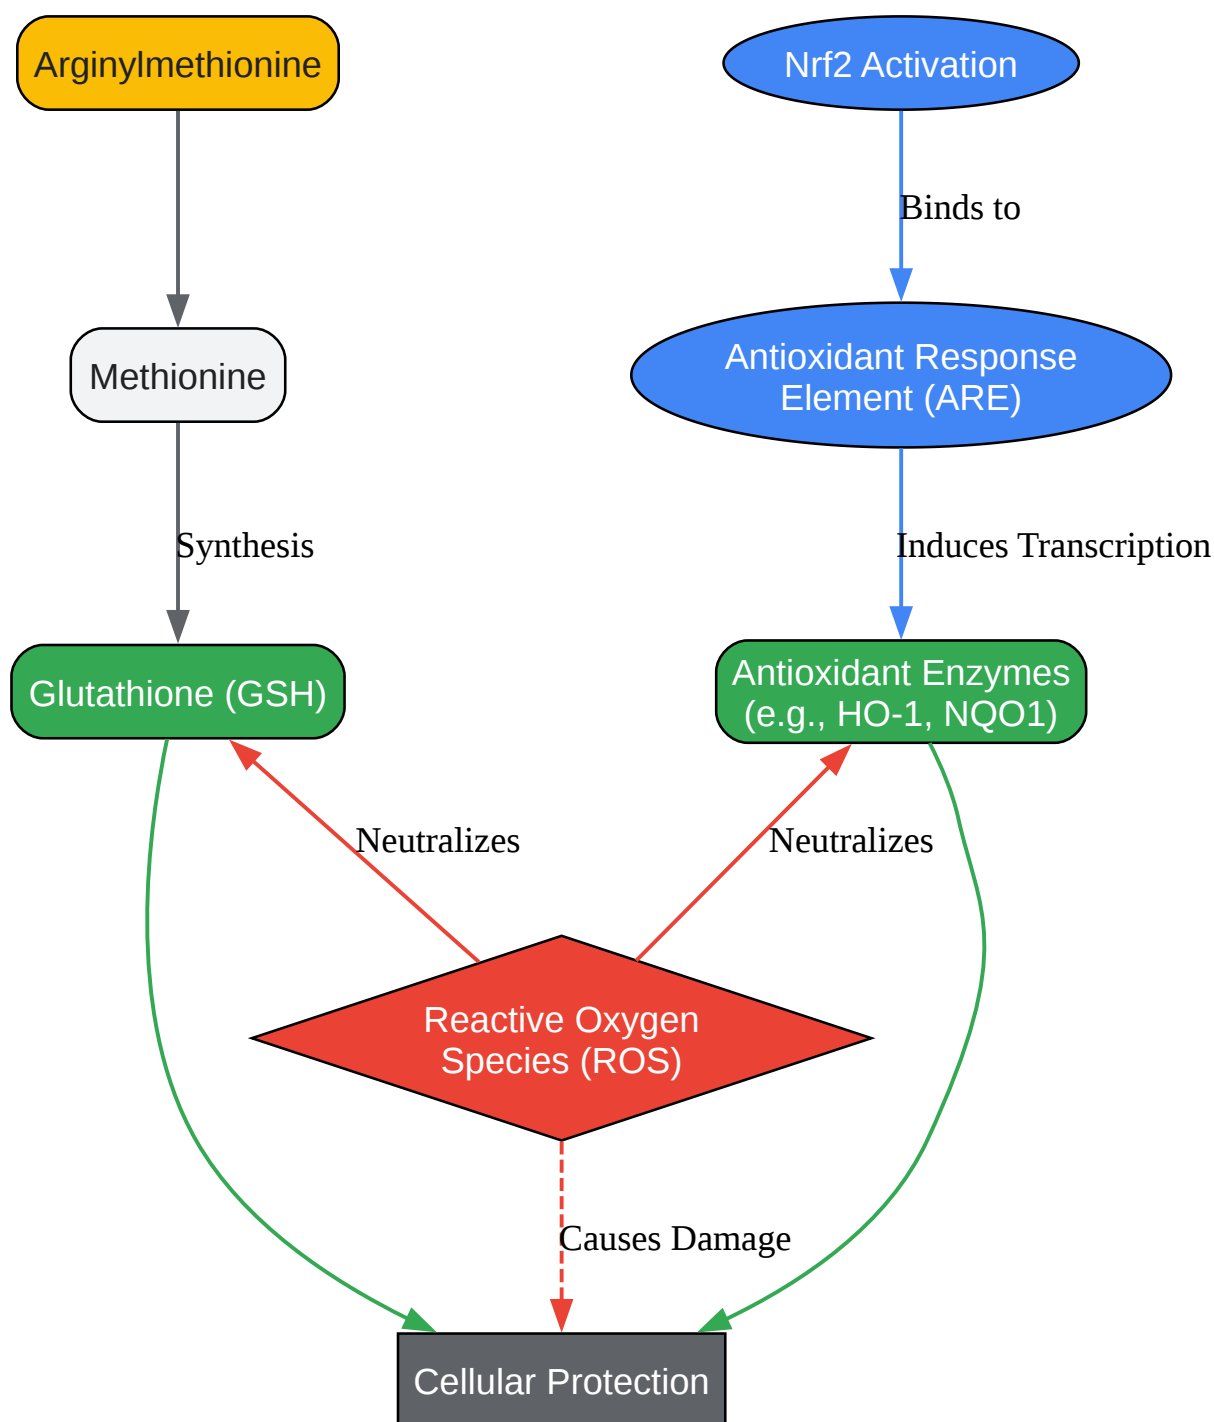 Arginylmethionine
Nrf2 Activation
Binds to
Antioxidant Response
Element (ARE)
Methionine
Synthesis
Induces Transcription
Glutathione (GSH)
Antioxidant Enzymes
(e.g., HO-1, NQO1)
Neutralizes
Neutralizes
Reactive Oxygen
Species (ROS)
Causes Damage
Cellular Protection